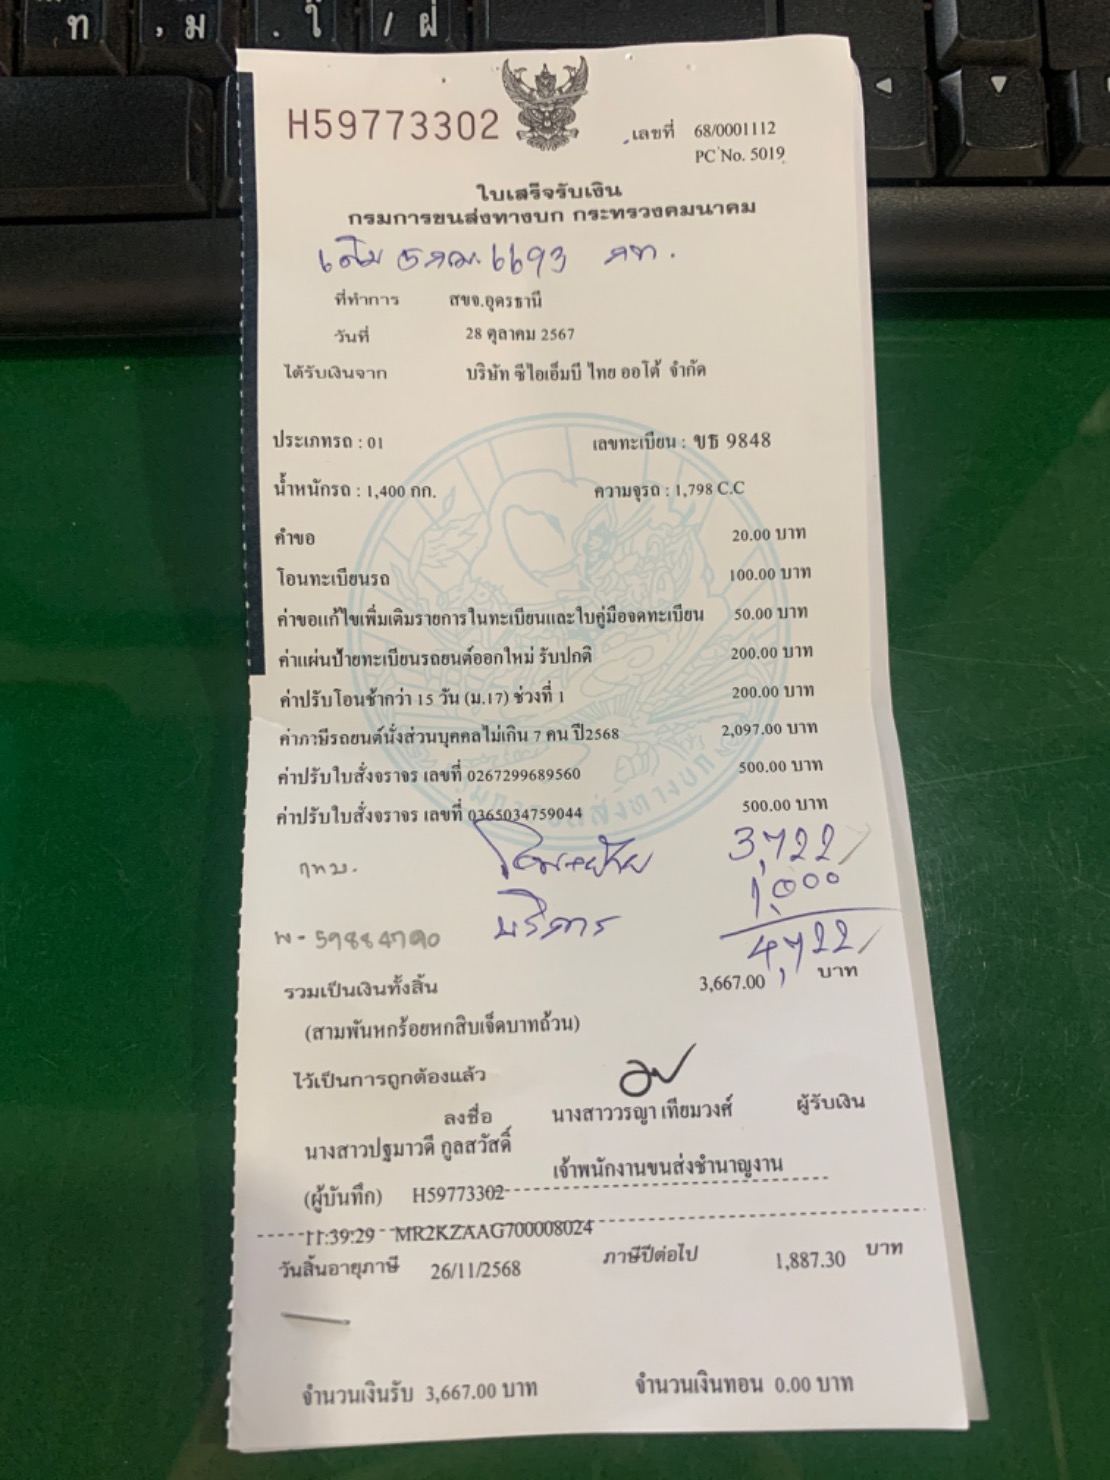 ท , ม . ใ / ฝ
H59773302
เลขที่ 68/0001112
PC No. 5019
ใบเสร็จรับเงิน
กรมการขนส่งทางบก กระทรวงคมนาคม
เดิม 5 6693
ที่ทำการ สขจ.อุดรธานี
วันที่ 28 ตุลาคม 2567
ได้รับเงินจาก บริษัท ซีไอเอ็มบี ไทย ออโต้ จำกัด
ประเภทรถ : 01 เลขทะเบียน : ขธ 9848
น้ำหนักรถ : 1,400 กก. ความจุรถ : 1,798 C.C
คำขอ 20.00 บาท
โอนทะเบียนรถ 100.00 บาท
ค่าขอแก้ไขเพิ่มเติมรายการในทะเบียนและใบคู่มือจดทะเบียน 50.00 บาท
ค่าแผ่นป้ายทะเบียนรถยนต์ออกใหม่ รับปกติ 200.00 บาท
ค่าปรับโอนช้ากว่า 15 วัน (ม.17) ช่วงที่ 1 200.00 บาท
ค่าภาษีรถยนต์นั่งส่วนบุคคลไม่เกิน 7 คน ปี2568 2,097.00 บาท
ค่าปรับใบสั่งจราจร เลขที่ 0267299689560 500.00 บาท
ค่าปรับใบสั่งจราจร เลขที่ 0365034759044 500.00 บาท
กรมการขนส่งทางบก
กทม. 3,722
บริการ 1,000
4,722
รวมเป็นเงินทั้งสิ้น 3,667.00 บาท
(สามพันหกร้อยหกสิบเจ็ดบาทถ้วน)
ไว้เป็นการถูกต้องแล้ว
ลงชื่อ นางสาววรญา เทียมวงศ์ ผู้รับเงิน
นางสาวปฐมาวดี กูลสวัสดิ์
เจ้าพนักงานขนส่งชำนาญงาน
(ผู้บันทึก) H59773302
11:39:29 MR2KZAAG700008024
วันสิ้นอายุภาษี 26/11/2568 ภาษีปีต่อไป 1,887.30 บาท
จำนวนเงินรับ 3,667.00 บาท จำนวนเงินทอน 0.00 บาท